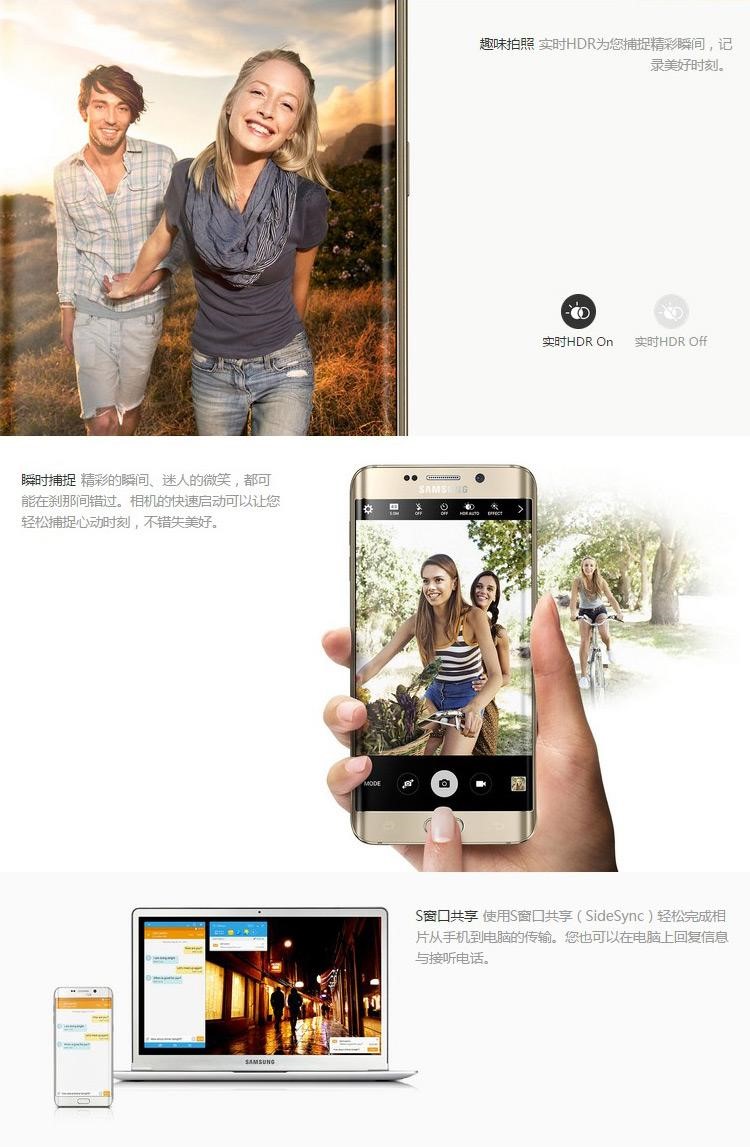 趣味拍照 实时HDR为您捕捉精彩瞬间，记
录美好时刻。
实时HDR On
实时HDR Off
瞬时捕捉 精彩的瞬间、迷人的微笑，都可
能在刹那间错过。相机的快速启动可以让您
轻松捕捉心动时刻，不错失美好。
SAMSUNG
OFF
OFF
HDR AUTO
EFFECT
MODE
S窗口共享 使用S窗口共享（SideSync）轻松完成相
片从手机到电脑的传输。您也可以在电脑上回复信息
与接听电话。
SAMSUNG